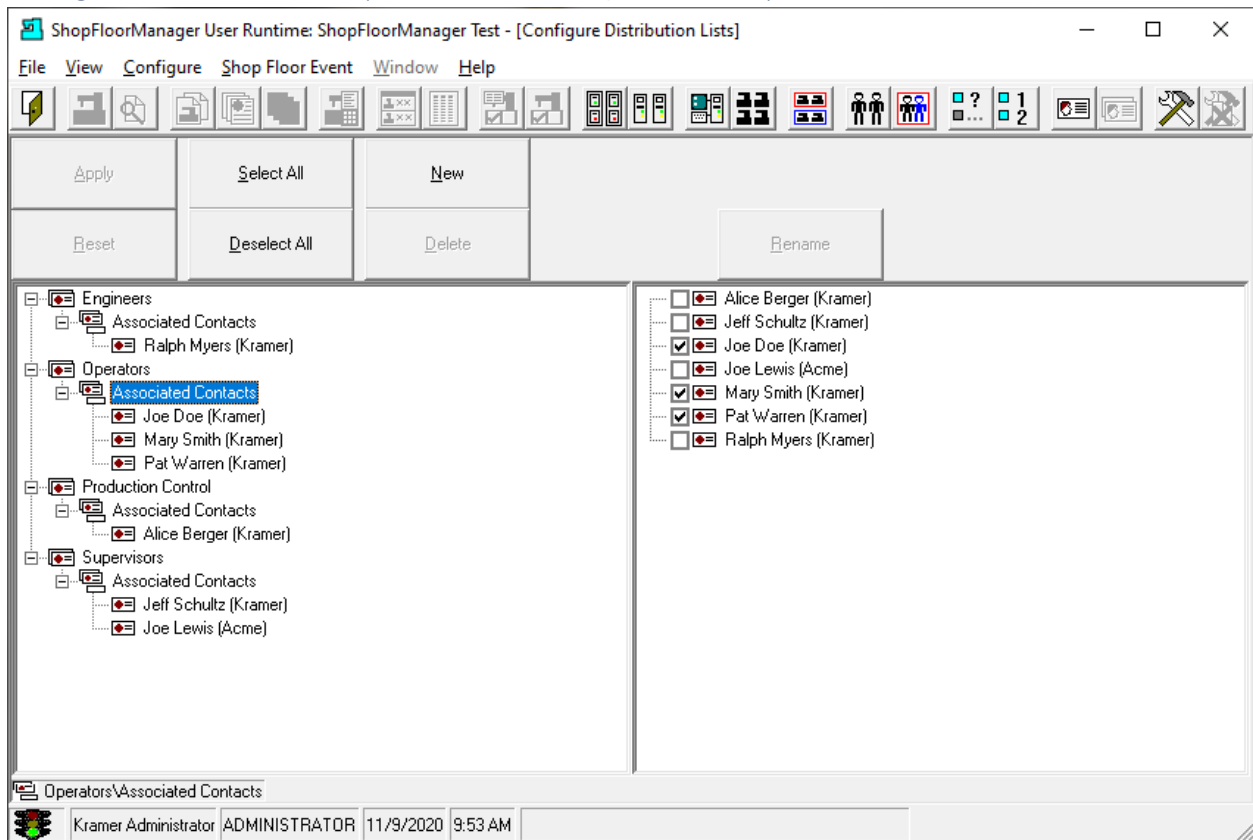 ShopFloorManager User Runtime: ShopFloorManager Test - [Configure Distribution Lists]
File View Configure Shop Floor Event Window Help
Apply Select All New
Reset Deselect All Delete Rename
Engineers
Associated Contacts
Ralph Myers (Kramer)
Operators
Associated Contacts
Joe Doe (Kramer)
Mary Smith (Kramer)
Pat Warren (Kramer)
Production Control
Associated Contacts
Alice Berger (Kramer)
Supervisors
Associated Contacts
Jeff Schultz (Kramer)
Joe Lewis (Acme)
Alice Berger (Kramer)
Jeff Schultz (Kramer)
Joe Doe (Kramer)
Joe Lewis (Acme)
Mary Smith (Kramer)
Pat Warren (Kramer)
Ralph Myers (Kramer)
Operators\Associated Contacts
Kramer Administrator ADMINISTRATOR 11/9/2020 9:53 AM